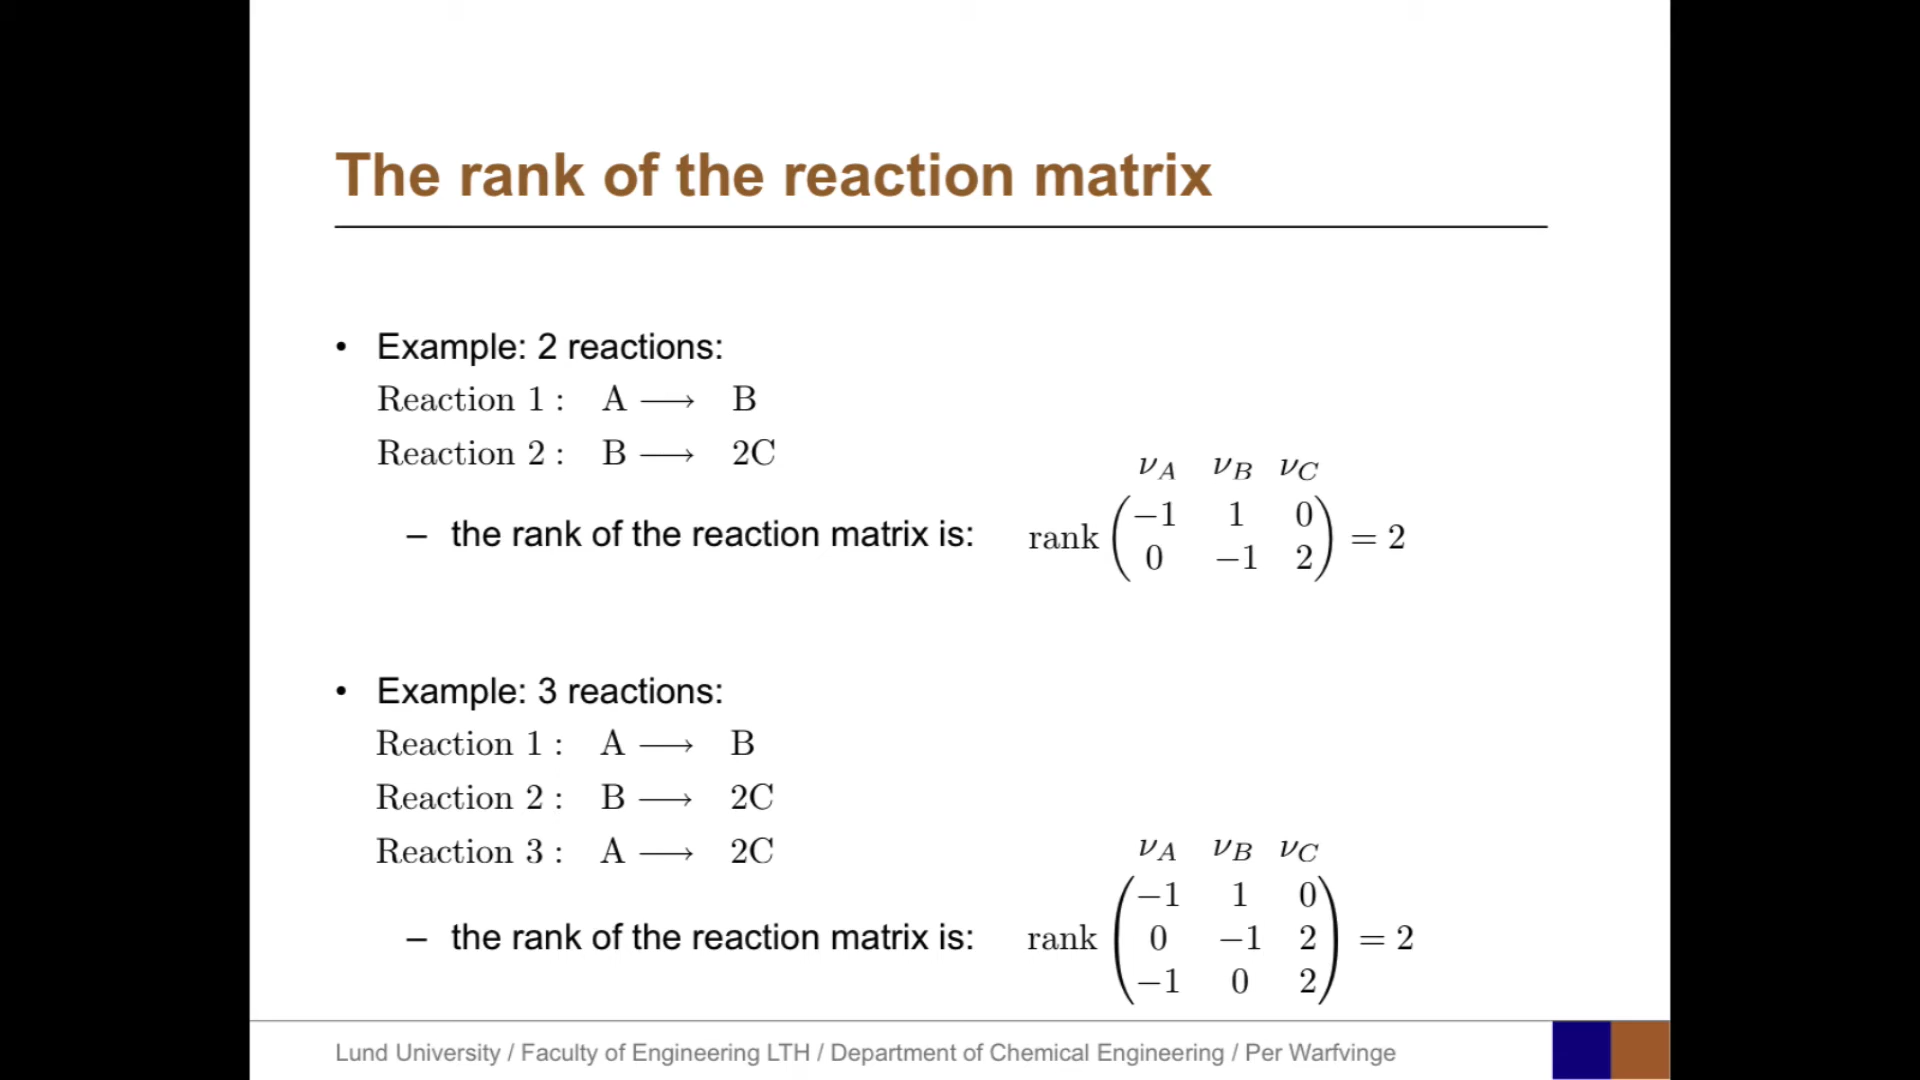 The rank of the reaction matrix
• Example: 2 reactions:
Reaction 1 : A ⟶ B
Reaction 2 : B ⟶ 2C
ν_A ν_B ν_C
– the rank of the reaction matrix is: rank
−1 1 0
0 −1 2
= 2
• Example: 3 reactions:
Reaction 1 : A ⟶ B
Reaction 2 : B ⟶ 2C
Reaction 3 : A ⟶ 2C
ν_A ν_B ν_C
– the rank of the reaction matrix is: rank
−1 1 0
0 −1 2
−1 0 2
= 2
Lund University / Faculty of Engineering LTH / Department of Chemical Engineering / Per Warfvinge